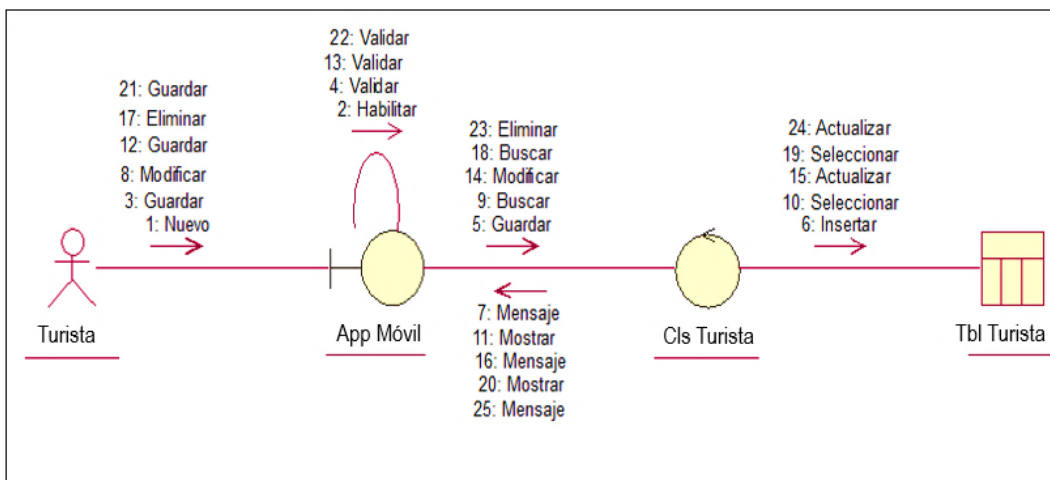 22: Validar
13: Validar
4: Validar
2: Habilitar
21: Guardar
17: Eliminar
12: Guardar
8: Modificar
3: Guardar
1: Nuevo
23: Eliminar
18: Buscar
14: Modificar
9: Buscar
5: Guardar
24: Actualizar
19: Seleccionar
15: Actualizar
10: Seleccionar
6: Insertar
7: Mensaje
11: Mostrar
16: Mensaje
20: Mostrar
25: Mensaje
Turista
App Móvil
Cls Turista
Tbl Turista